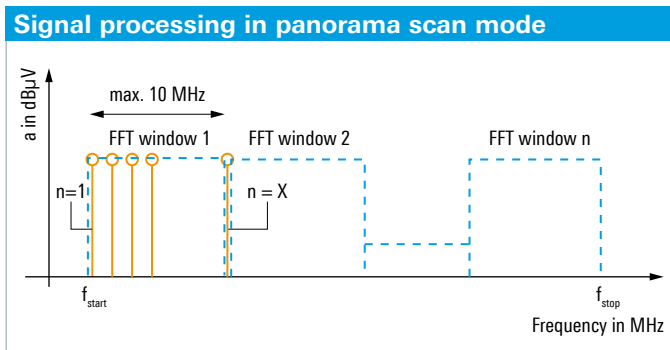 Signal processing in panorama scan mode
a in dBµV
max. 10 MHz
FFT window 1
FFT window 2
FFT window n
n=1
n = X
fstart
fstop
Frequency in MHz